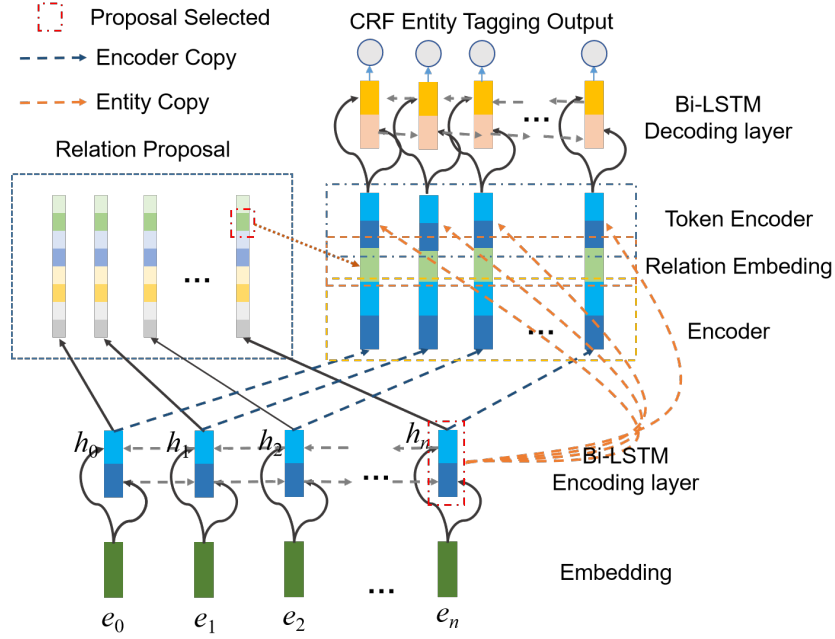 Proposal Selected
Encoder Copy
Entity Copy
CRF Entity Tagging Output
Bi-LSTM
Decoding layer
...
Relation Proposal
...
Token Encoder
Relation Embeding
Encoder
...
h0
h1
h2
hn
...
Bi-LSTM
Encoding layer
Embedding
...
e0
e1
e2
en